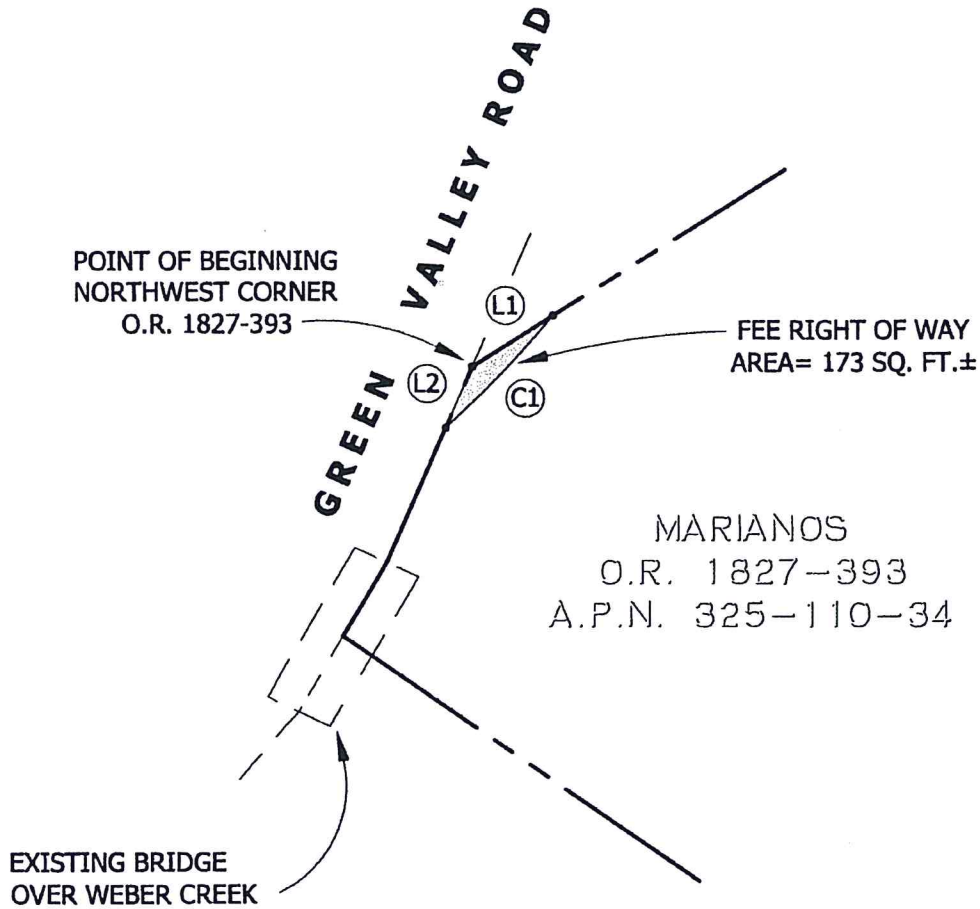 GREEN VALLEY ROAD
POINT OF BEGINNING
NORTHWEST CORNER
O.R. 1827-393
L1
L2
C1
FEE RIGHT OF WAY
AREA= 173 SQ. FT.±
MARIANOS
O.R. 1827-393
A.P.N. 325-110-34
EXISTING BRIDGE
OVER WEBER CREEK